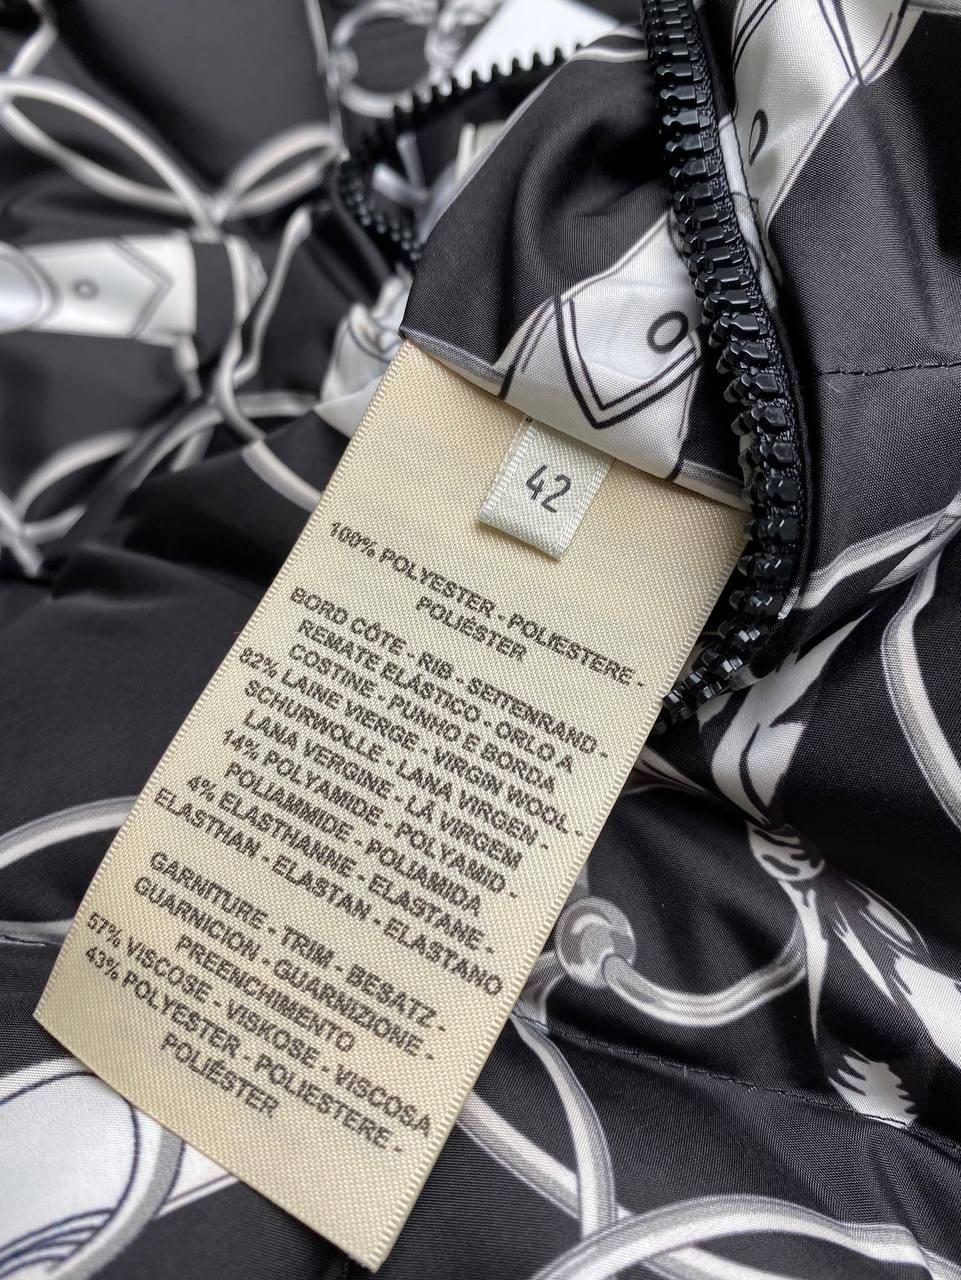 42
100% POLYESTER - POLIESTERE -
POLIÉSTER
BORD CÔTE - RIB - SEITENRAND -
REMATE ELÁSTICO - ORLO A
COSTINE - PUNHO E BORDA
82% LAINE VIERGE - VIRGIN WOOL -
SCHURWOLLE - LANA VIRGEN -
LANA VERGINE - LÃ VIRGEM
14% POLYAMIDE - POLYAMID -
POLIAMMIDE - POLIAMIDA
4% ELASTHANNE - ELASTANE -
ELASTHAN - ELASTAN - ELASTANO
GARNITURE - TRIM - BESATZ -
GUARNICION - GUARNIZIONE -
PREENCHIMENTO
57% VISCOSE - VISKOSE - VISCOSA
43% POLYESTER - POLIESTERE -
POLIÉSTER